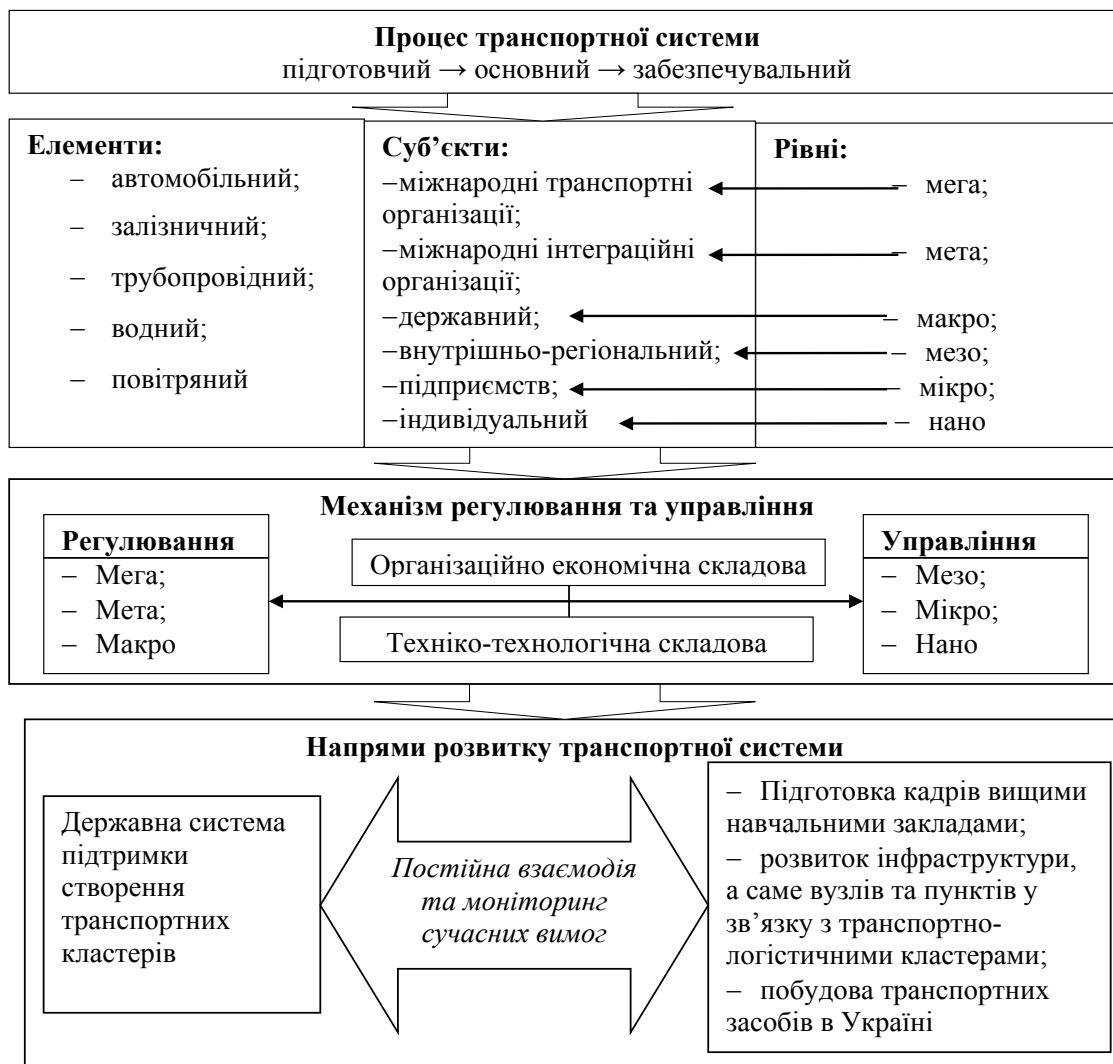 Процес транспортної системи
підготовчий → основний → забезпечувальний
Елементи:
– автомобільний;
– залізничний;
– трубопровідний;
– водний;
– повітряний
Суб’єкти:
–міжнародні транспортні
організації;
–міжнародні інтеграційні
організації;
–державний;
–внутрішньо-регіональний;
–підприємств;
–індивідуальний
Рівні:
– мега;
– мета;
– макро;
– мезо;
– мікро;
– нано
Механізм регулювання та управління
Регулювання
– Мега;
– Мета;
– Макро
Організаційно економічна складова
Техніко-технологічна складова
Управління
– Мезо;
– Мікро;
– Нано
Напрями розвитку транспортної системи
Державна система
підтримки
створення
транспортних
кластерів
Постійна взаємодія
та моніторинг
сучасних вимог
– Підготовка кадрів вищими
навчальними закладами;
– розвиток інфраструктури,
а саме вузлів та пунктів у
зв’язку з транспортно-
логістичними кластерами;
– побудова транспортних
засобів в Україні